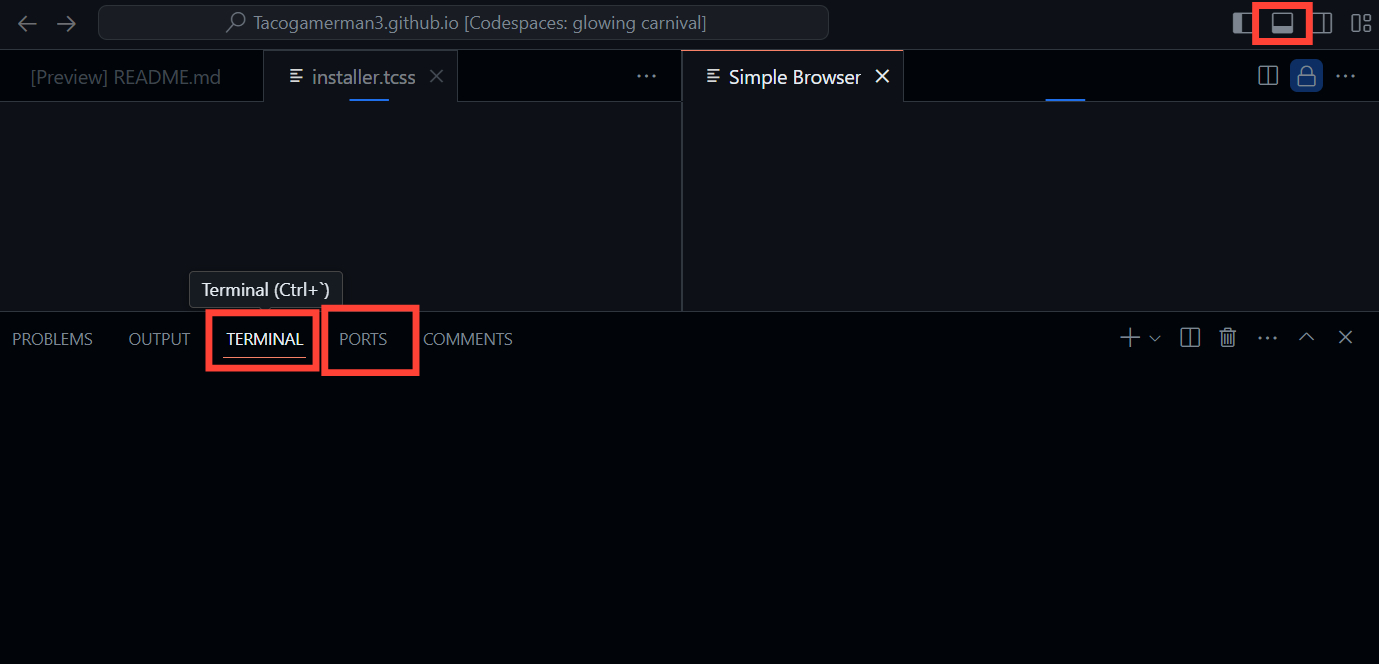 Tacogamerman3.github.io [Codespaces: glowing carnival]
[Preview] README.md
installer.tcss
Simple Browser
Terminal (Ctrl+`)
PROBLEMS OUTPUT TERMINAL PORTS COMMENTS